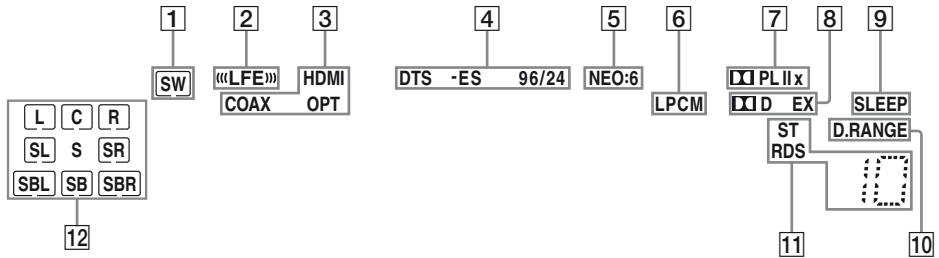 1 2 3 4 5 6 7 8 9
SW
(((LFE)))
HDMI
COAX OPT
DTS -ES 96/24
NEO:6
LPCM
PL II x
D EX
SLEEP
D.RANGE
ST
RDS
10
L C R
SL S SR
SBL SB SBR
12 11 10